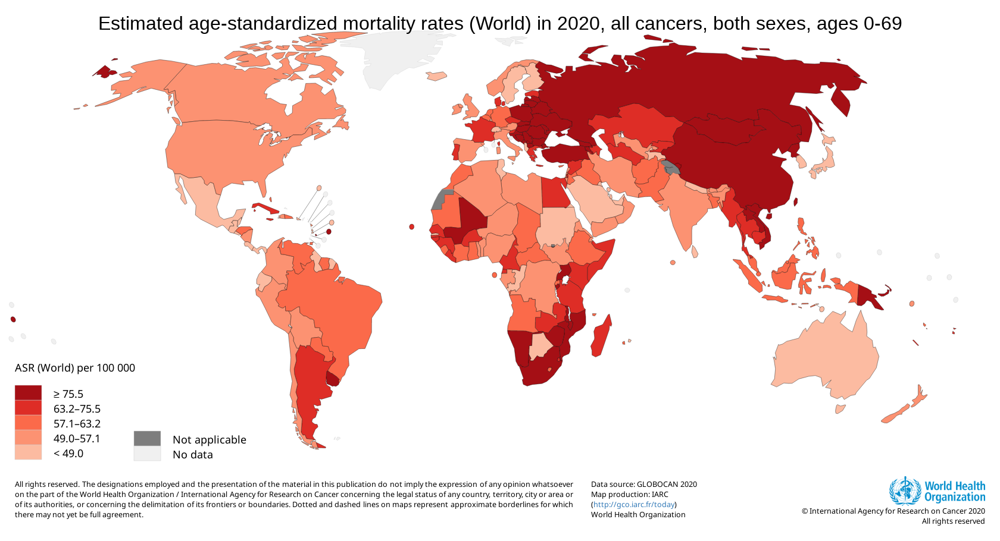 Estimated age-standardized mortality rates (World) in 2020, all cancers, both sexes, ages 0-69
ASR (World) per 100 000
≥ 75.5
63.2–75.5
57.1–63.2
49.0–57.1
< 49.0
Not applicable
No data
All rights reserved. The designations employed and the presentation of the material in this publication do not imply the expression of any opinion whatsoever
on the part of the World Health Organization / International Agency for Research on Cancer concerning the legal status of any country, territory, city or area or
of its authorities, or concerning the delimitation of its frontiers or boundaries. Dotted and dashed lines on maps represent approximate borderlines for which
there may not yet be full agreement.
Data source: GLOBOCAN 2020
Map production: IARC
(http://gco.iarc.fr/today)
World Health Organization
World Health
Organization
© International Agency for Research on Cancer 2020
All rights reserved